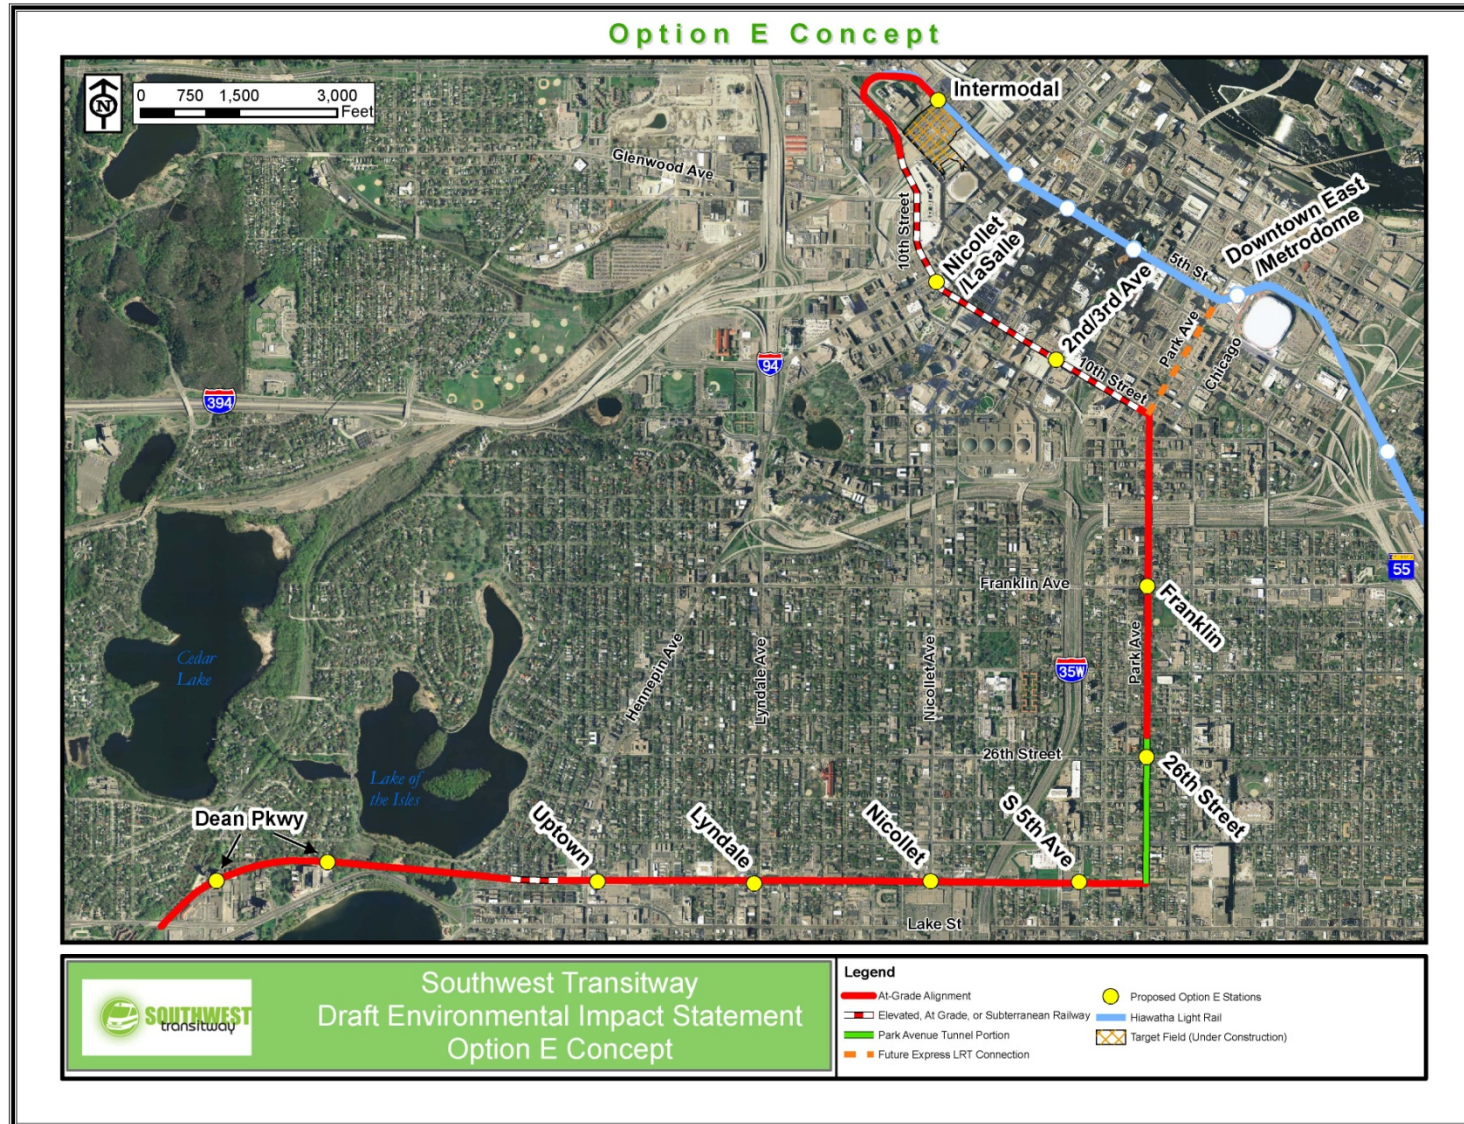 Option E Concept
N
0 750 1,500 3,000
Feet
Intermodal
Glenwood Ave
10th Street
Nicollet
/LaSalle
2nd/3rd Ave
5th St
Downtown East
/Metrodome
Park Ave
Chicago
10th Street
94
394
55
Franklin Ave
Franklin
Park Ave
35W
Cedar
Lake
Hennepin Ave
Lyndale Ave
Nicollet Ave
26th Street
26th Street
Lake of
the Isles
Dean Pkwy
Uptown
Lyndale
Nicollet
S 5th Ave
Lake St
SOUTHWEST
transitway
Southwest Transitway
Draft Environmental Impact Statement
Option E Concept
Legend
At-Grade Alignment
Elevated, At Grade, or Subterranean Railway
Park Avenue Tunnel Portion
Future Express LRT Connection
Proposed Option E Stations
Hiawatha Light Rail
Target Field (Under Construction)